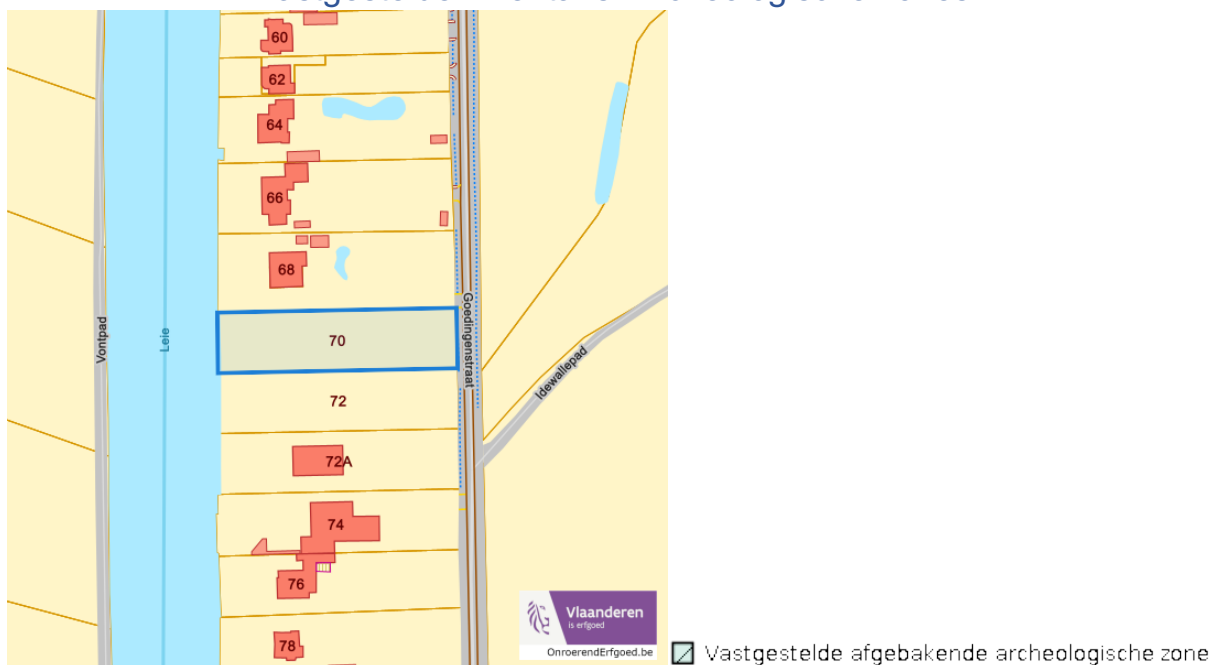 60
62
64
66
68
Goedingenstraat
Vontpad
Leie
70
Idewallepad
72
72A
74
76
Vlaanderen
is erfgoed
OnroerendErfgoed.be
78
Vastgestelde afgebakende archeologische zone